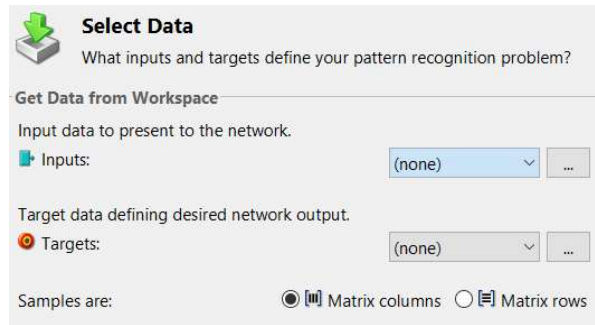 Select Data
What inputs and targets define your pattern recognition problem?
Get Data from Workspace
Input data to present to the network.
Inputs: (none) ...
Target data defining desired network output.
Targets: (none) ...
Samples are: Matrix columns Matrix rows